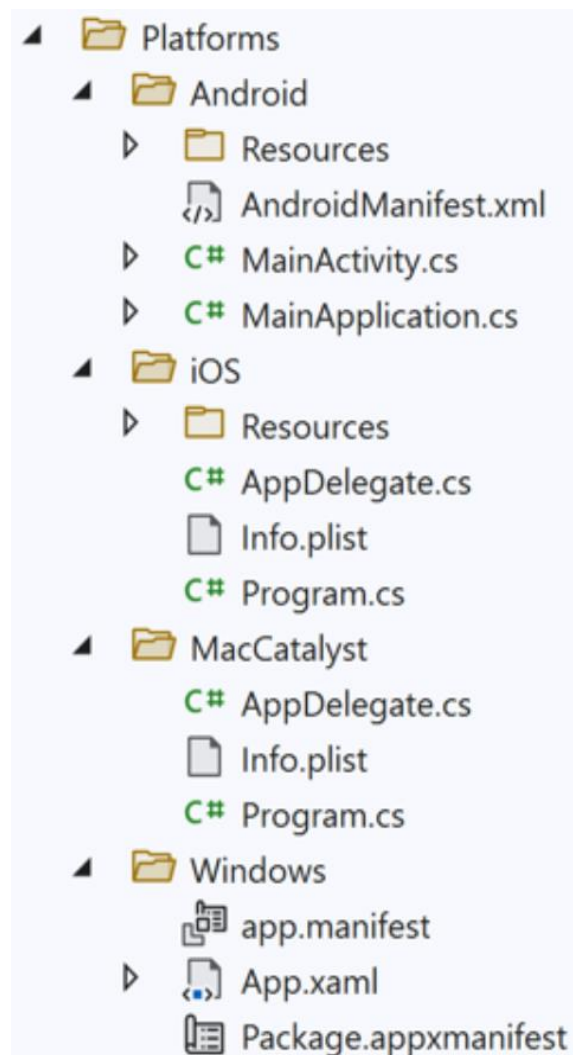 Platforms
Android
Resources
AndroidManifest.xml
C# MainActivity.cs
C# MainApplication.cs
iOS
Resources
C# AppDelegate.cs
Info.plist
C# Program.cs
MacCatalyst
C# AppDelegate.cs
Info.plist
C# Program.cs
Windows
app.manifest
App.xaml
Package.appxmanifest